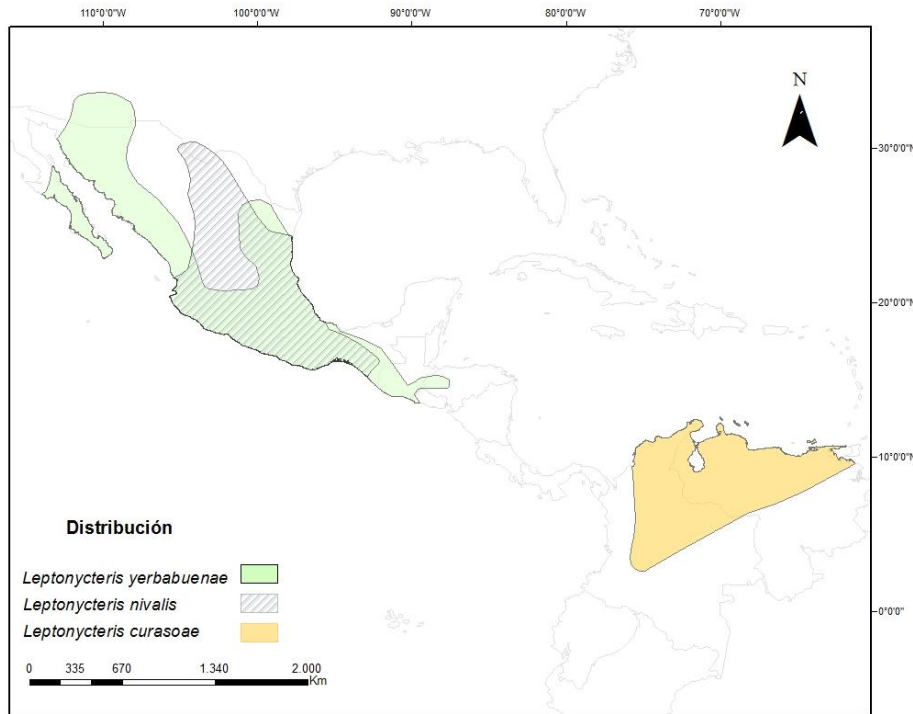 110°0'0"W 100°0'0"W 90°0'0"W 80°0'0"W 70°0'0"W
N
30°0'0"N
20°0'0"N
10°0'0"N
0°0'0"
Distribución
Leptonycteris yerbabuenae
Leptonycteris nivalis
Leptonycteris curasoae
0 335 670 1.340 2.000
Km